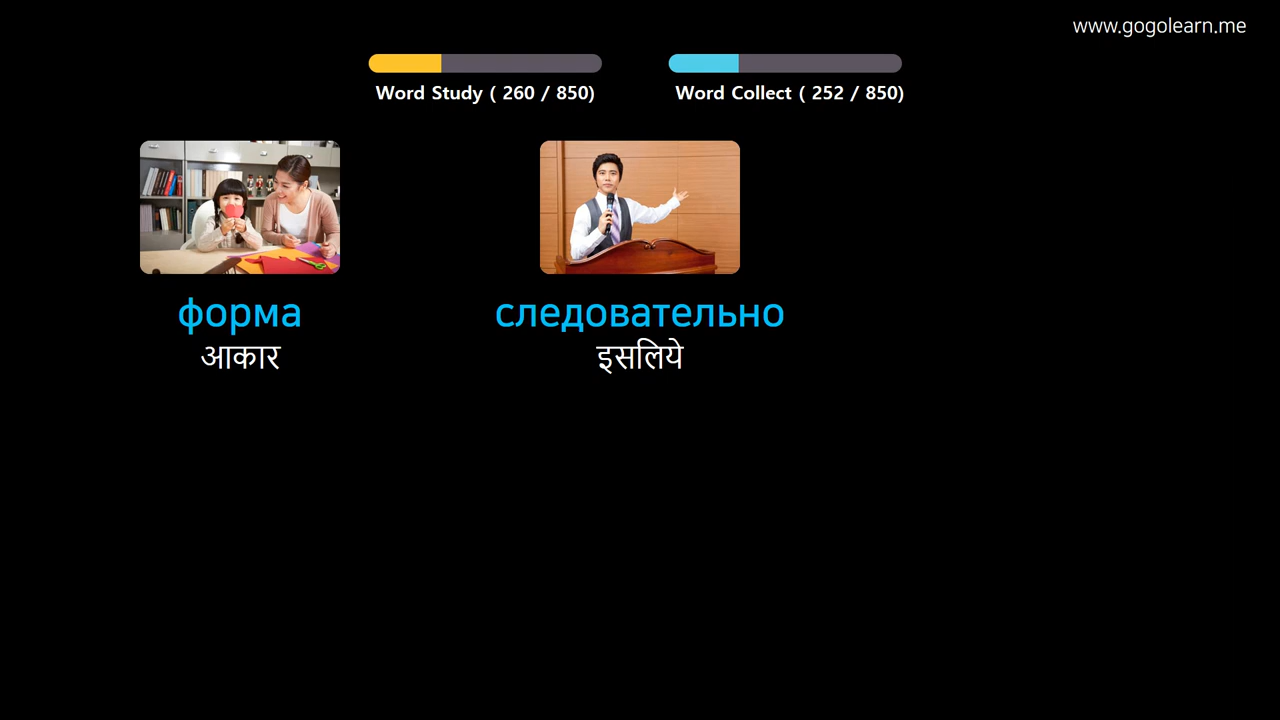 www.gogolearn.me
Word Study ( 260 / 850)
Word Collect ( 252 / 850)
форма
आकार
следовательно
इसलिये